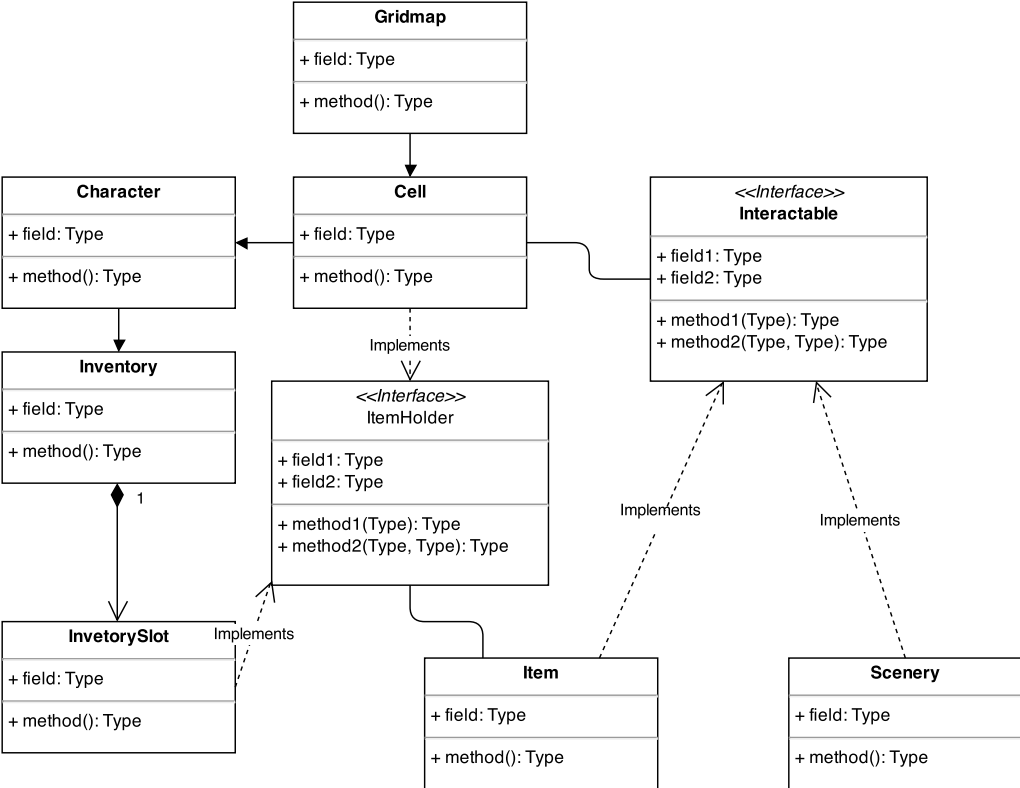 Gridmap
+ field: Type
+ method(): Type
Character
+ field: Type
+ method(): Type
Cell
+ field: Type
+ method(): Type
<<Interface>>
Interactable
+ field1: Type
+ field2: Type
+ method1(Type): Type
+ method2(Type, Type): Type
Implements
Inventory
+ field: Type
+ method(): Type
1
<<Interface>>
ItemHolder
+ field1: Type
+ field2: Type
+ method1(Type): Type
+ method2(Type, Type): Type
Implements
Implements
InvetorySlot
+ field: Type
+ method(): Type
Implements
Item
+ field: Type
+ method(): Type
Scenery
+ field: Type
+ method(): Type